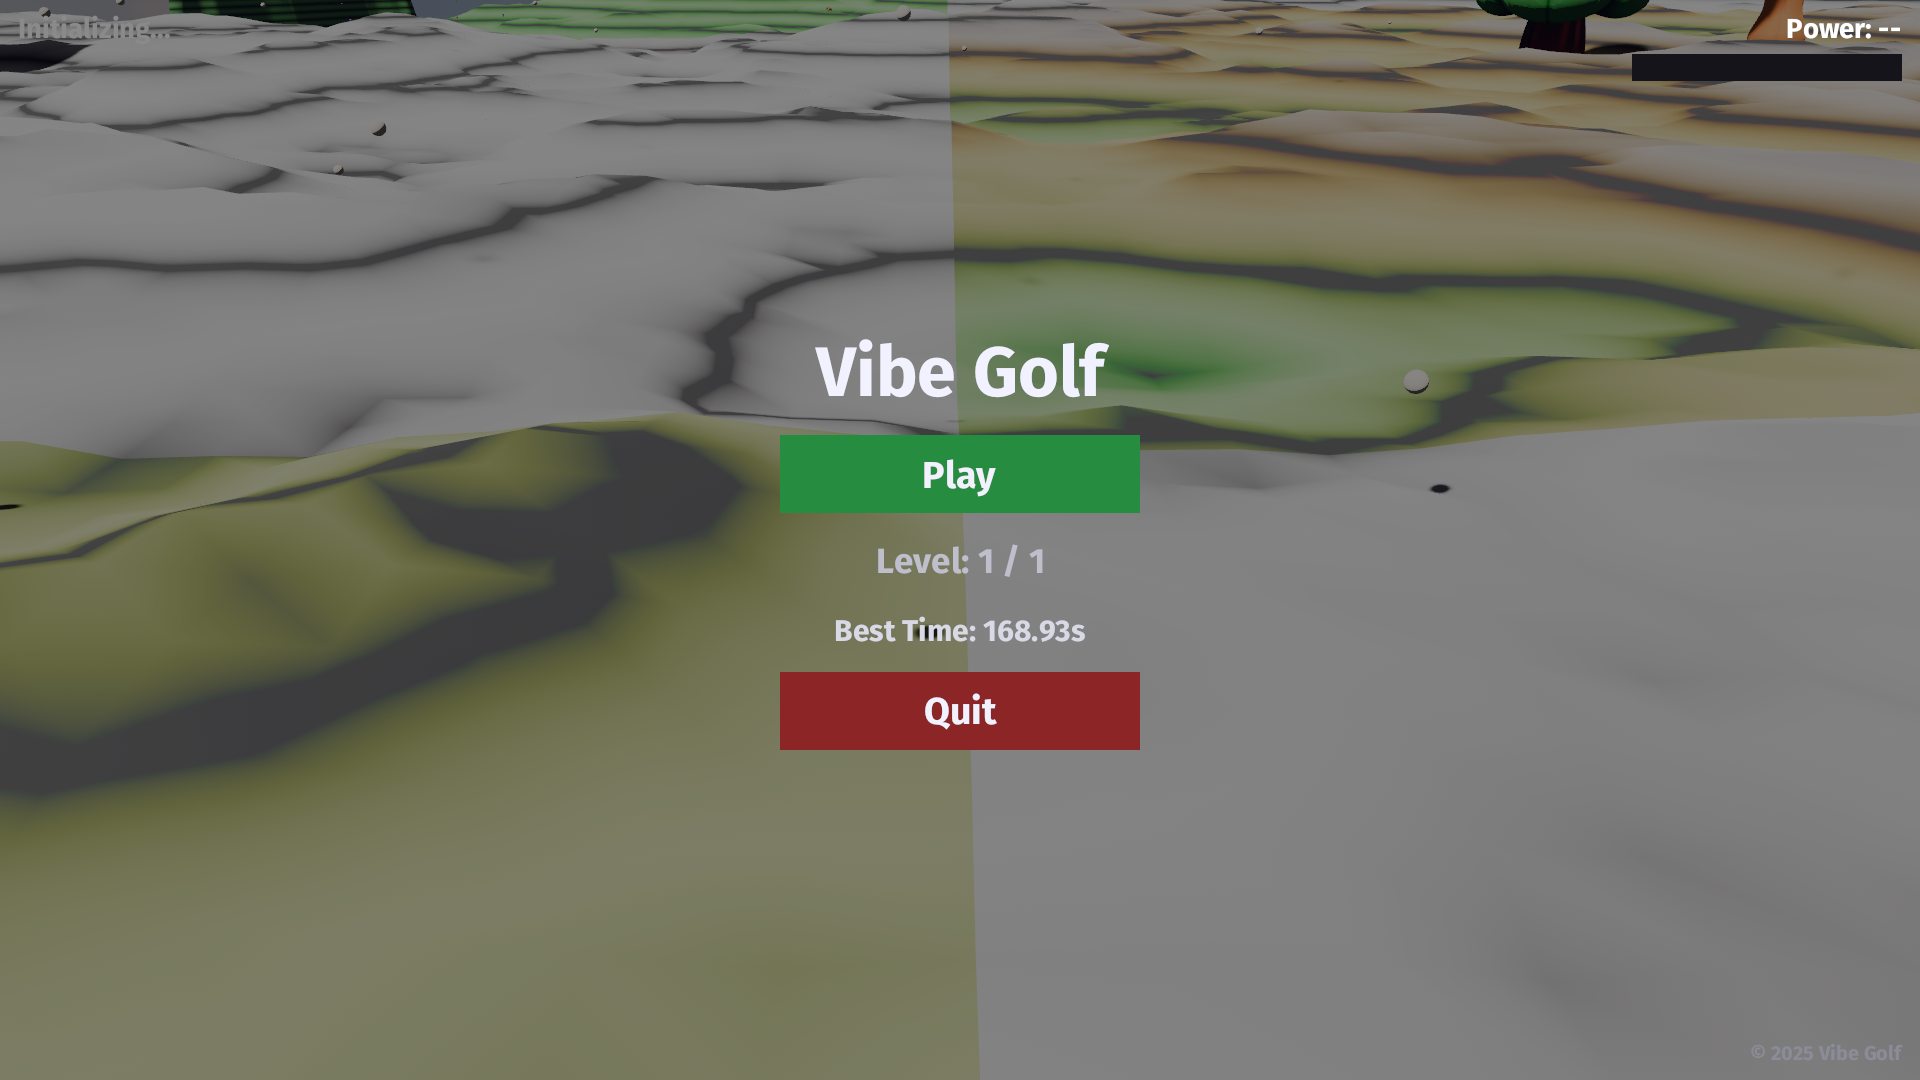 Initializing...
Power: --
Vibe Golf
Play
Level: 1 / 1
Best Time: 168.93s
Quit
© 2025 Vibe Golf